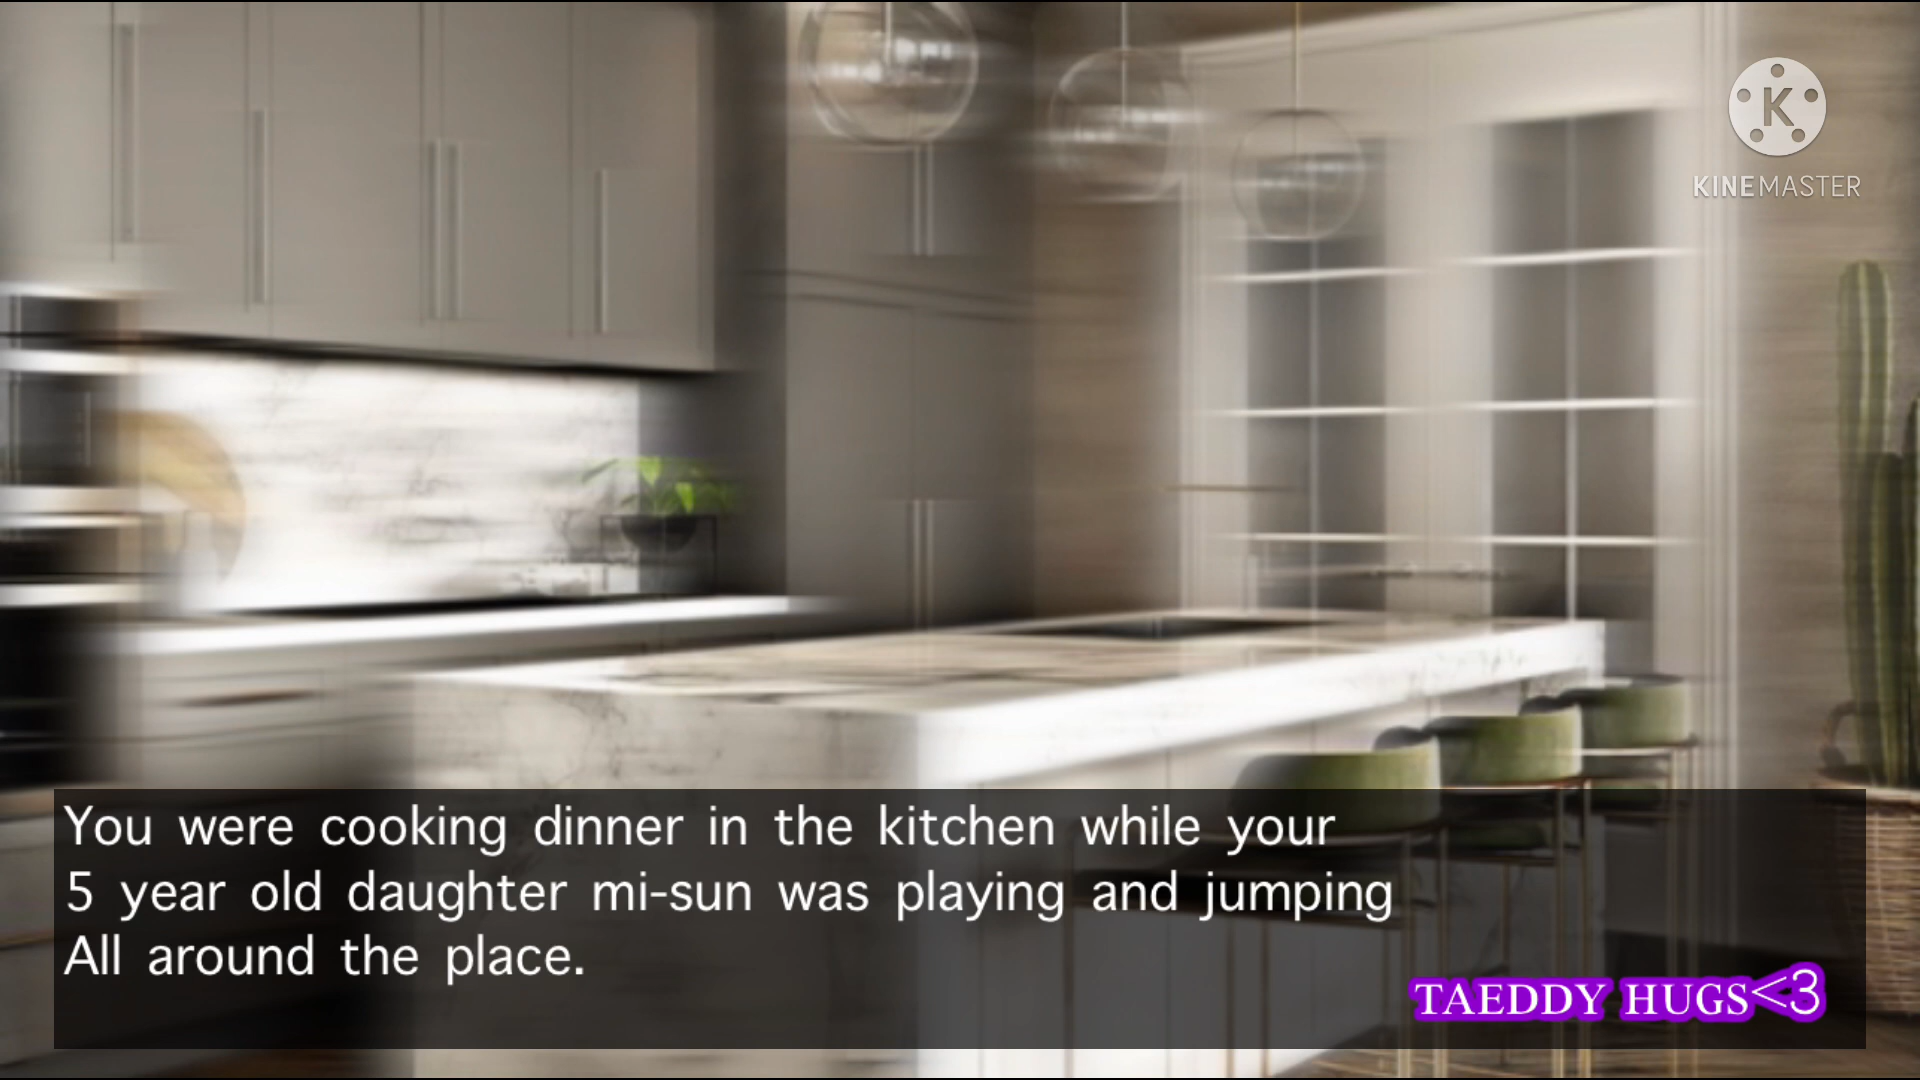 K
KINEMASTER
You were cooking dinner in the kitchen while your
5 year old daughter mi-sun was playing and jumping
All around the place.
TAEDDY HUGS<3